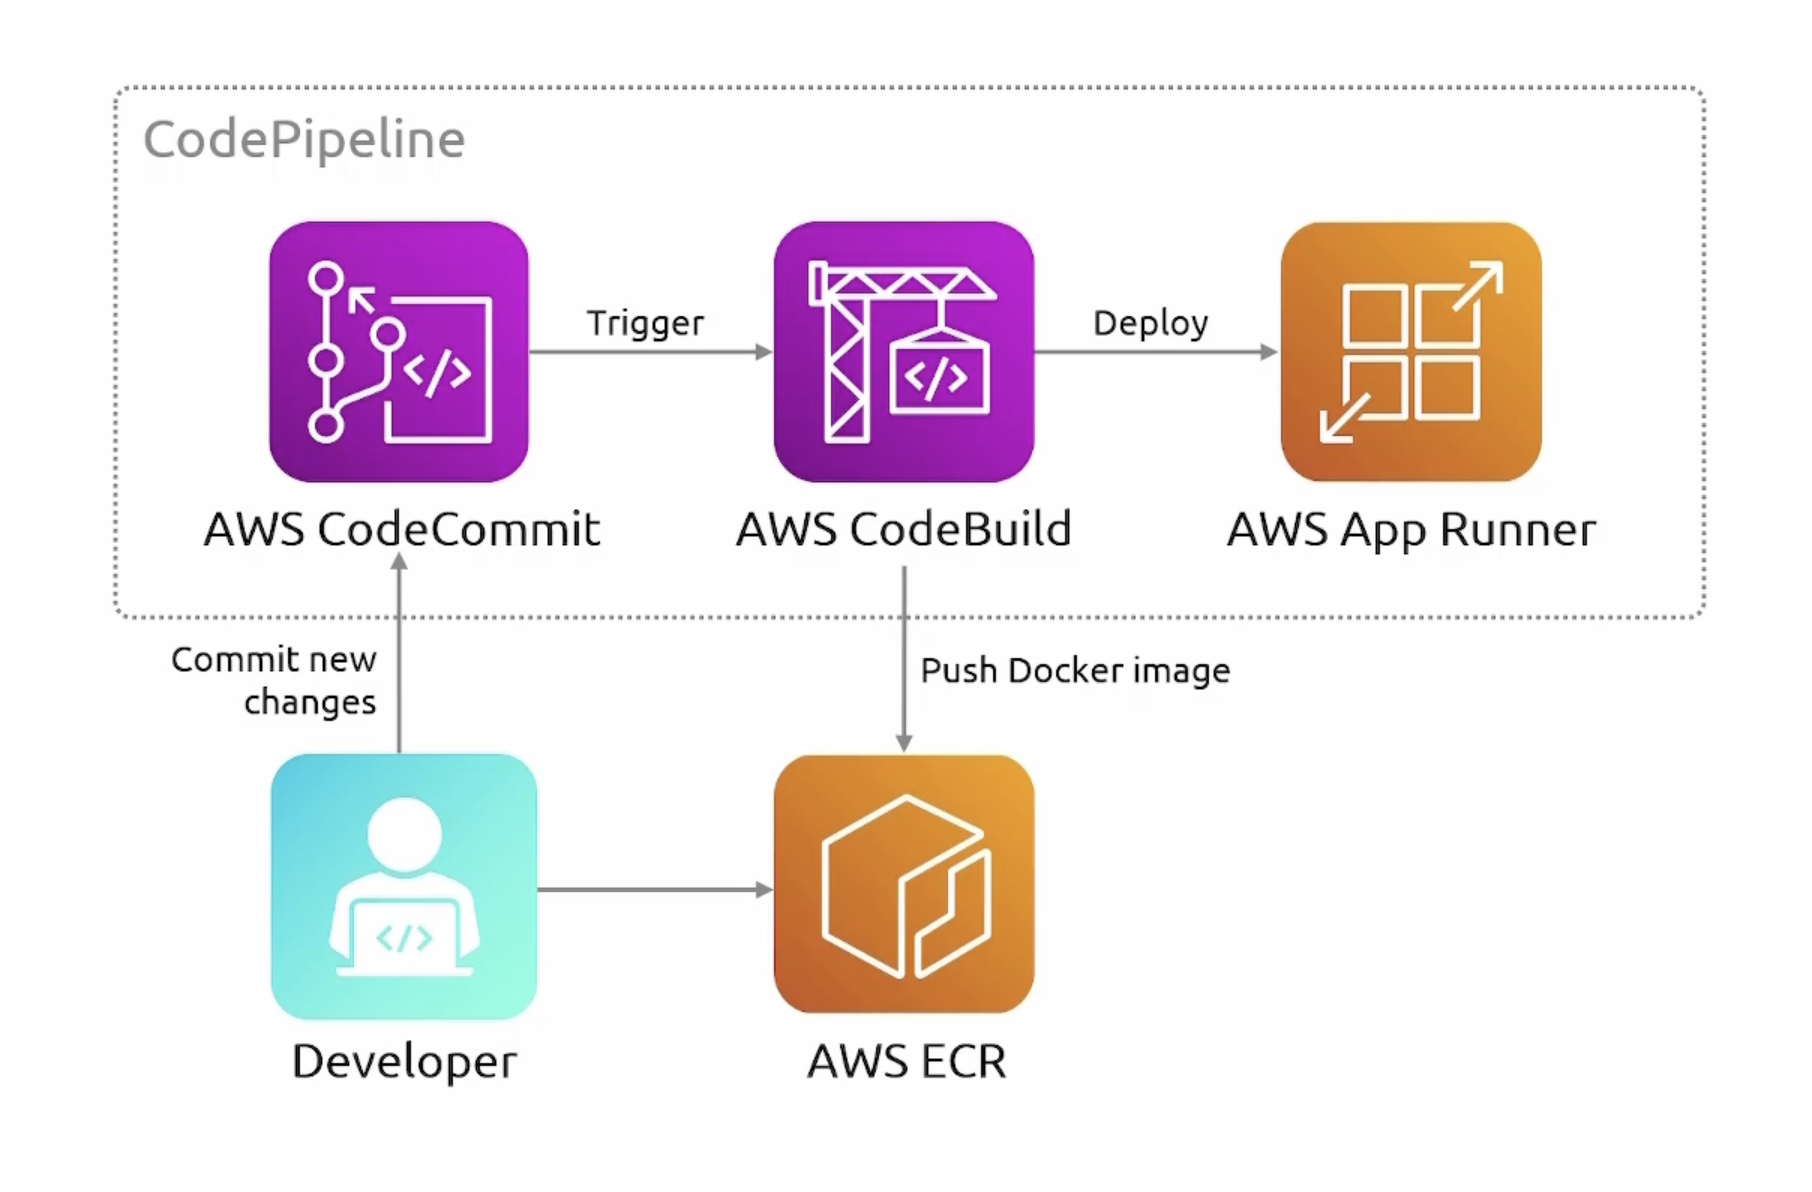 CodePipeline
</>
Trigger
</>
Deploy
AWS CodeCommit
AWS CodeBuild
AWS App Runner
Commit new
changes
Push Docker image
</>
Developer
AWS ECR